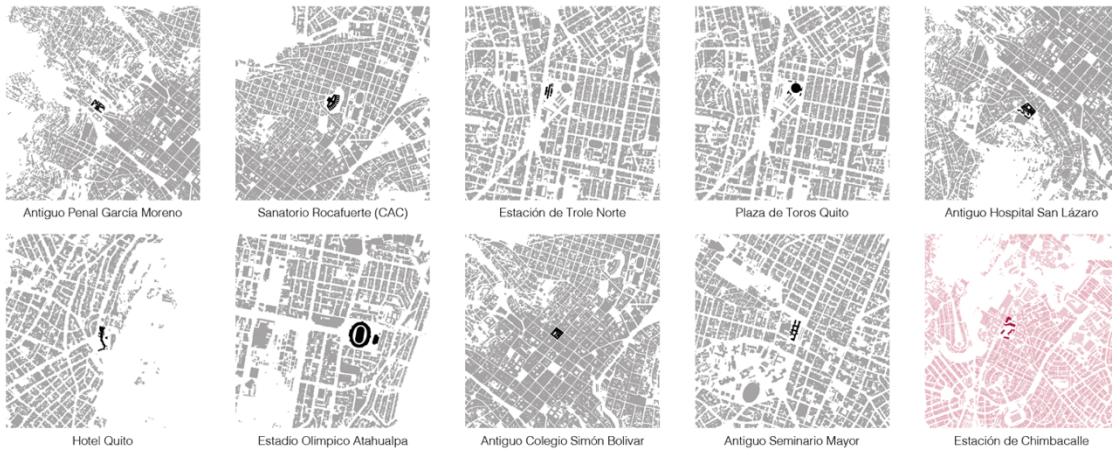 Antiguo Penal García Moreno
Sanatorio Rocafuerte (CAC)
Estación de Trole Norte
Plaza de Toros Quito
Antiguo Hospital San Lázaro
Hotel Quito
Estadio Olímpico Atahualpa
Antiguo Colegio Simón Bolivar
Antiguo Seminario Mayor
Estación de Chimbacalle